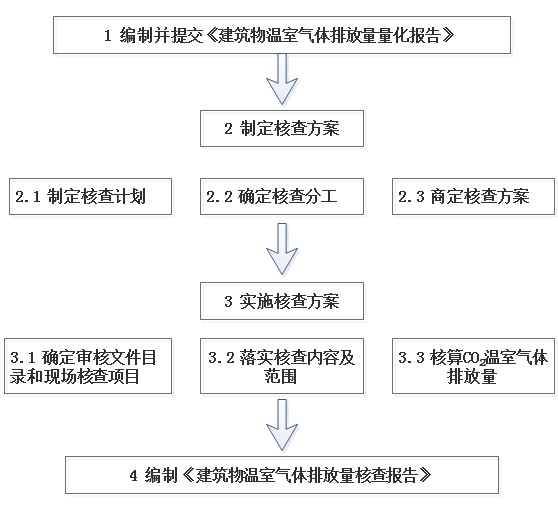 1 编制并提交《建筑物温室气体排放量量化报告》
2 制定核查方案
2.1 制定核查计划
2.2 确定核查分工
2.3 商定核查方案
3 实施核查方案
3.1 确定审核文件目
录和现场核查项目
3.2 落实核查内容及
范围
3.3 核算CO₂温室气体
排放量
4 编制《建筑物温室气体排放量核查报告》